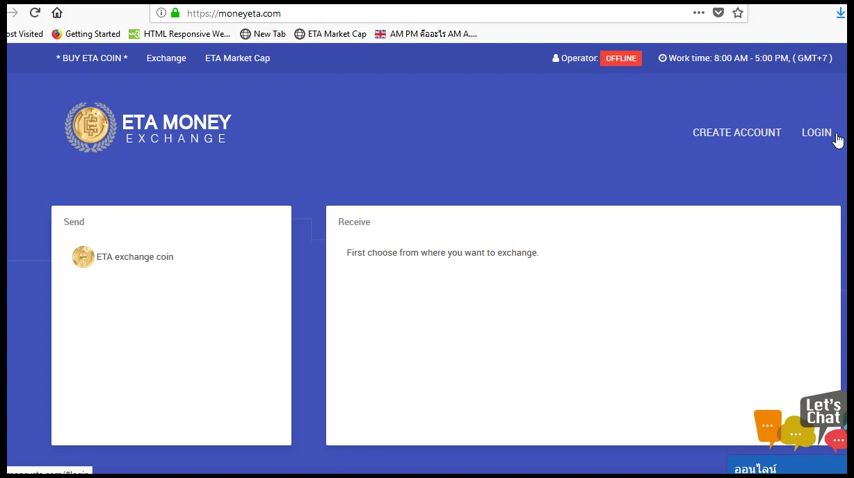 https://moneyeta.com
ost Visited Getting Started HTML Responsive We... New Tab ETA Market Cap AM PM คืออะไร AM A....
* BUY ETA COIN * Exchange ETA Market Cap Operator: OFFLINE Work time: 8:00 AM - 5:00 PM, ( GMT+7 )
ETA MONEY
EXCHANGE
CREATE ACCOUNT LOGIN
Send
Receive
ETA exchange coin
First choose from where you want to exchange.
Let's
Chat
ออนไลน์